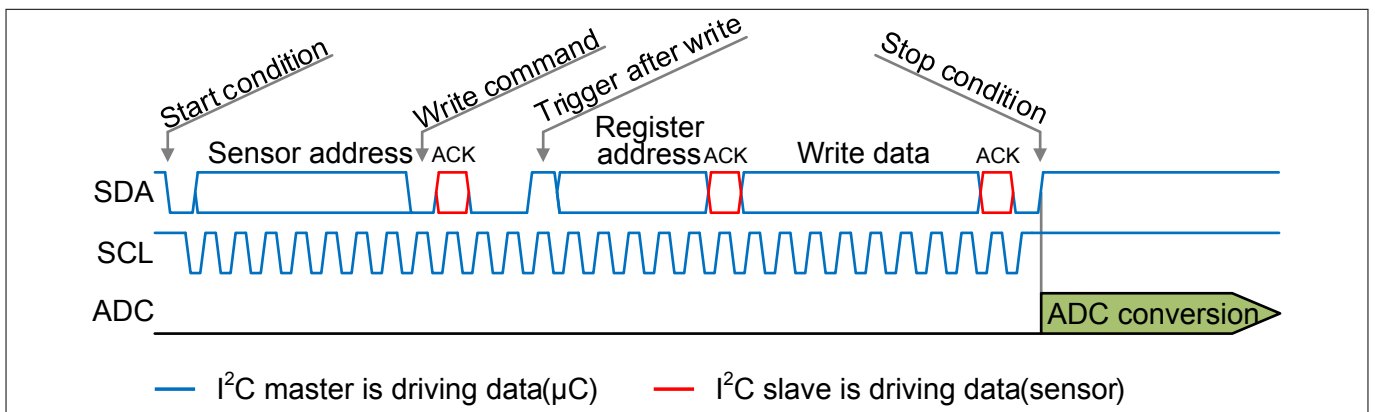 Start condition
Write command
Trigger after write
Stop condition
Sensor address
ACK
Register
address
ACK
Write data
ACK
SDA
SCL
ADC
ADC conversion
I²C master is driving data(µC)
I²C slave is driving data(sensor)